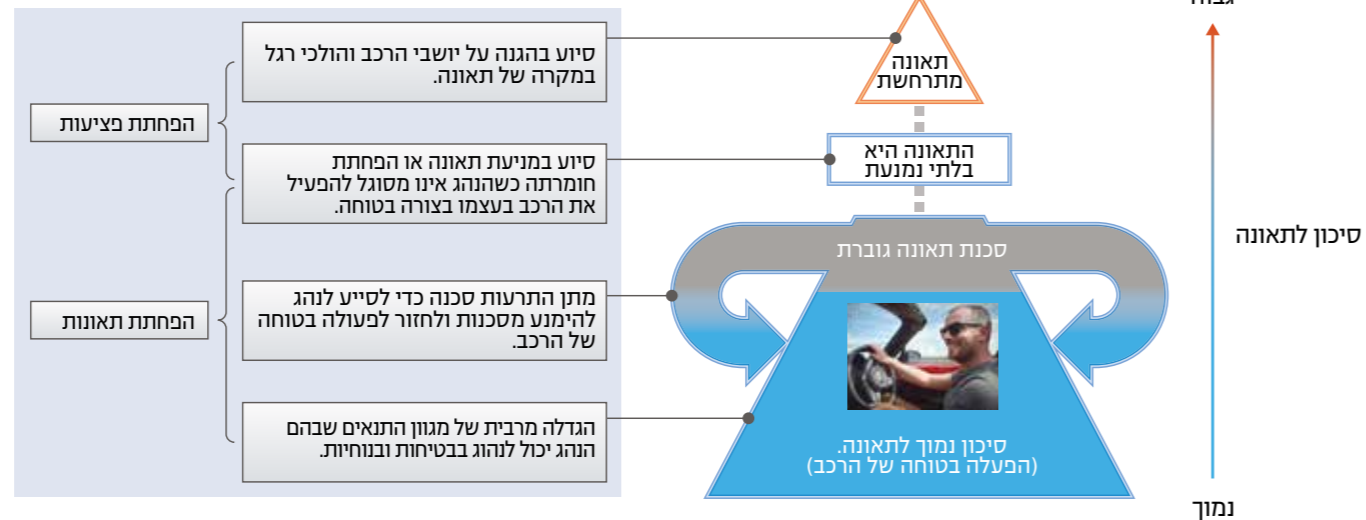 גבוה
סיכון לתאונה
נמוך
תאונה
מתרחשת
התאונה היא
בלתי נמנעת
סכנת תאונה גוברת
סיכון נמוך לתאונה.
(הפעלה בטוחה של הרכב)
סיוע בהגנה על יושבי הרכב והולכי רגל
במקרה של תאונה.
סיוע במניעת תאונה או הפחתת
חומרתה כשהנהג אינו מסוגל להפעיל
את הרכב בעצמו בצורה בטוחה.
מתן התרעות סכנה כדי לסייע לנהג
להימנע מסכנות ולחזור לפעולה בטוחה
של הרכב.
הגדלה מרבית של מגוון התנאים שבהם
הנהג יכול לנהוג בבטיחות ובנוחיות.
הפחתת פציעות
הפחתת תאונות